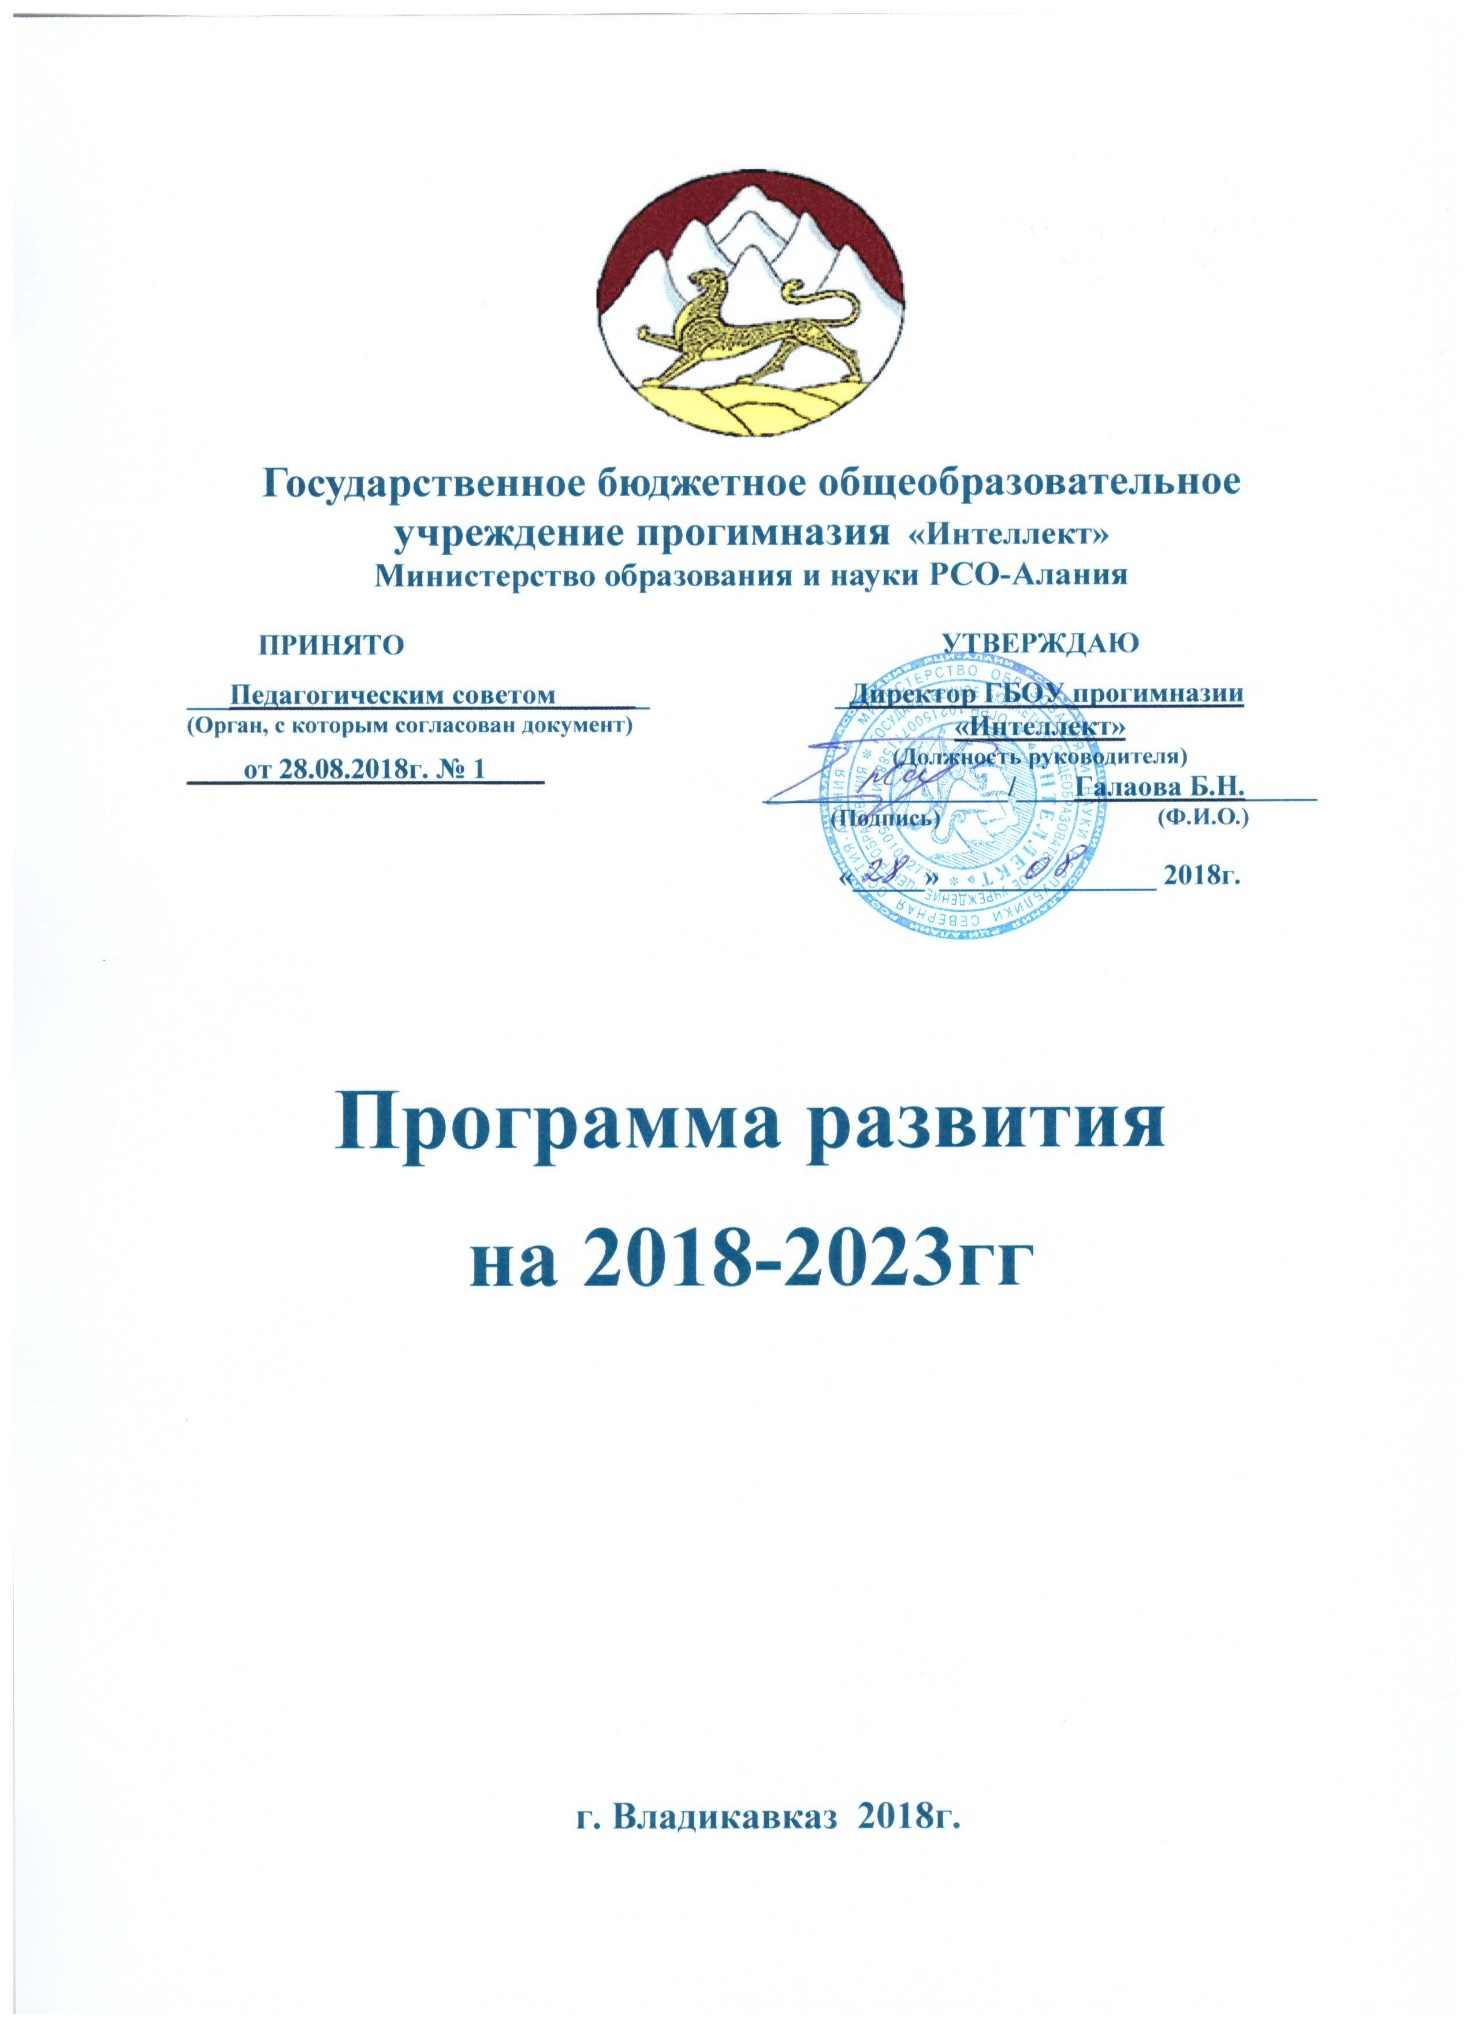 Государственное бюджетное общеобразовательное
учреждение прогимназия «Интеллект»
Министерство образования и науки РСО-Алания
ПРИНЯТО
Педагогическим советом
(Орган, с которым согласован документ)
от 28.08.2018г. № 1
УТВЕРЖДАЮ
Директор ГБОУ прогимназии
«Интеллект»
(Должность руководителя)
/ Галаова Б.Н.
(Подпись) (Ф.И.О.)
« 28 » 08 2018г.
Программа развития
на 2018-2023гг
г. Владикавказ 2018г.